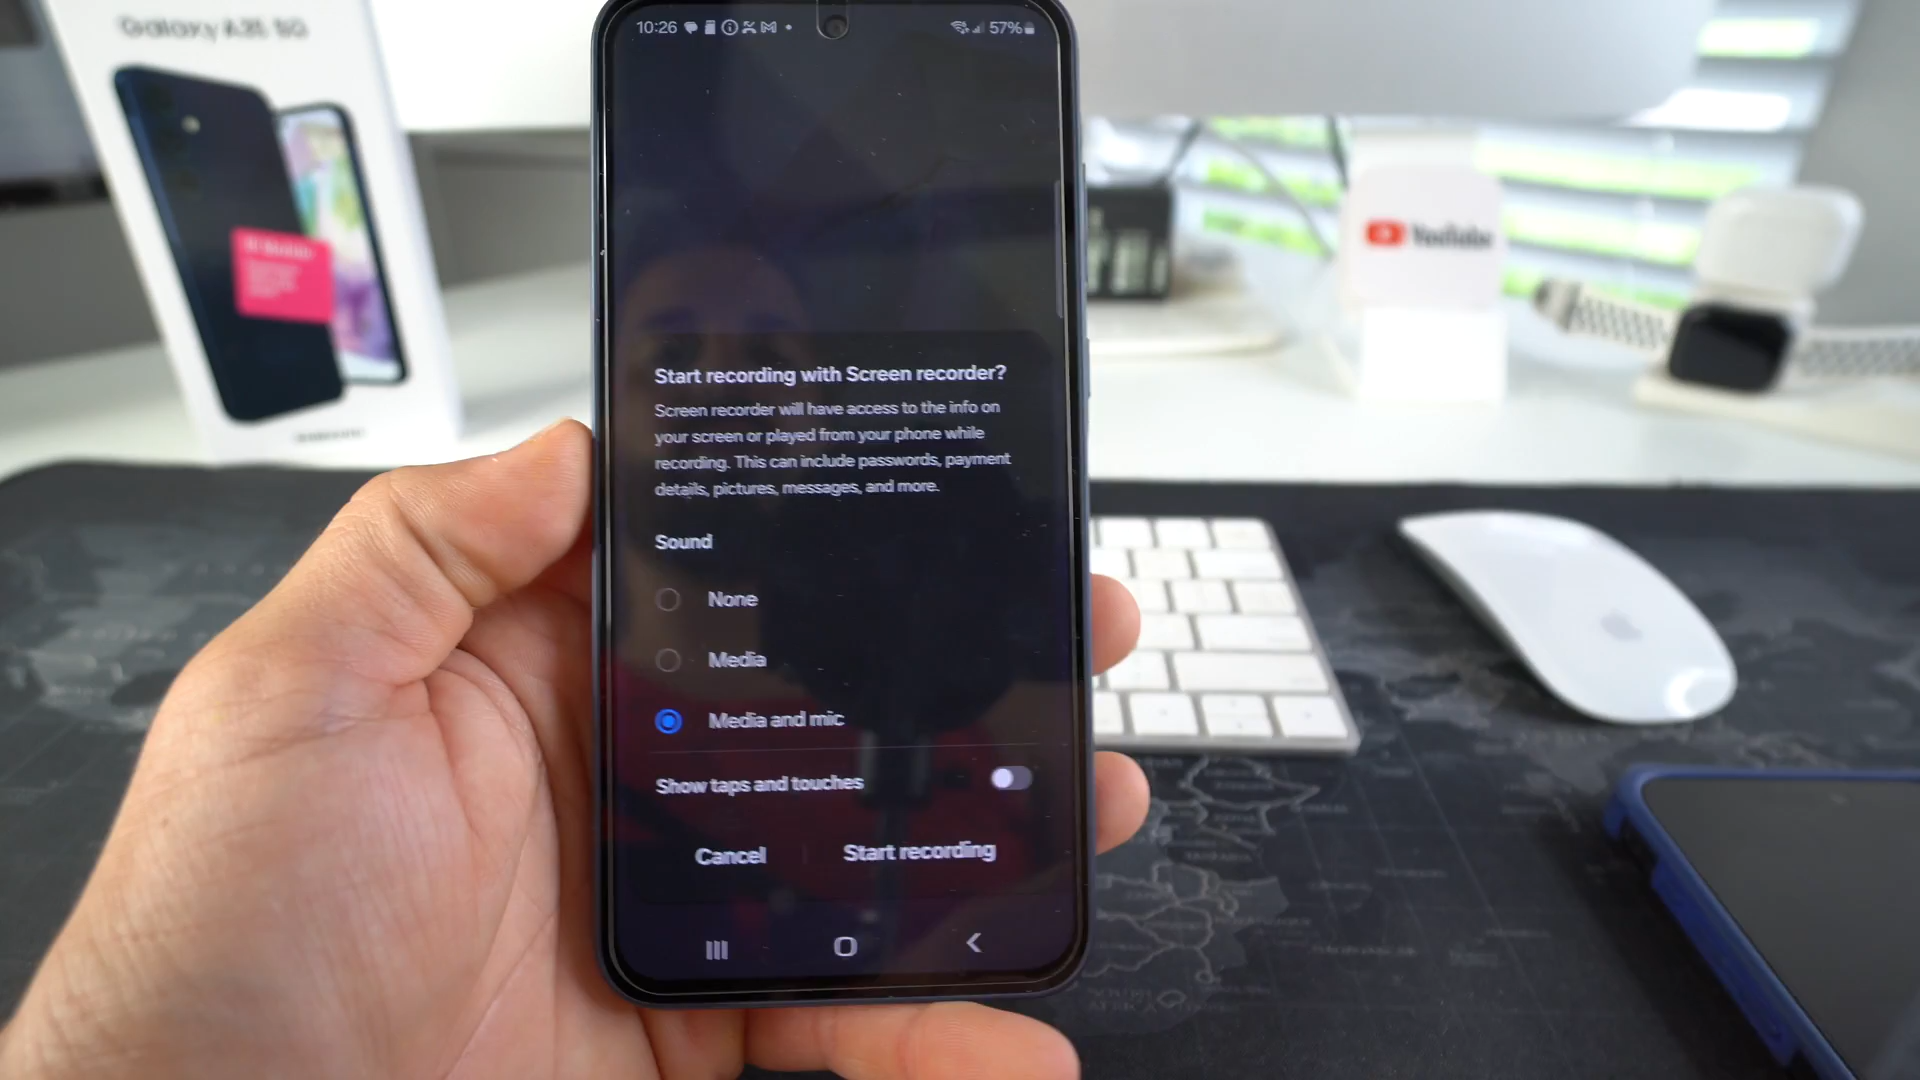 Galaxy A35 5G
10:26
57%
YouTube
Start recording with Screen recorder?
Screen recorder will have access to the info on
your screen or played from your phone while
recording. This can include passwords, payment
details, pictures, messages, and more.
Sound
None
Media
Media and mic
Show taps and touches
Cancel
Start recording